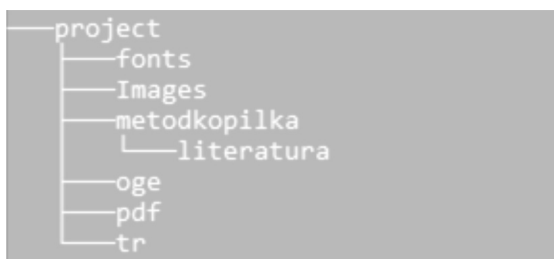 project
fonts
Images
metodkopilka
literatura
oge
pdf
tr